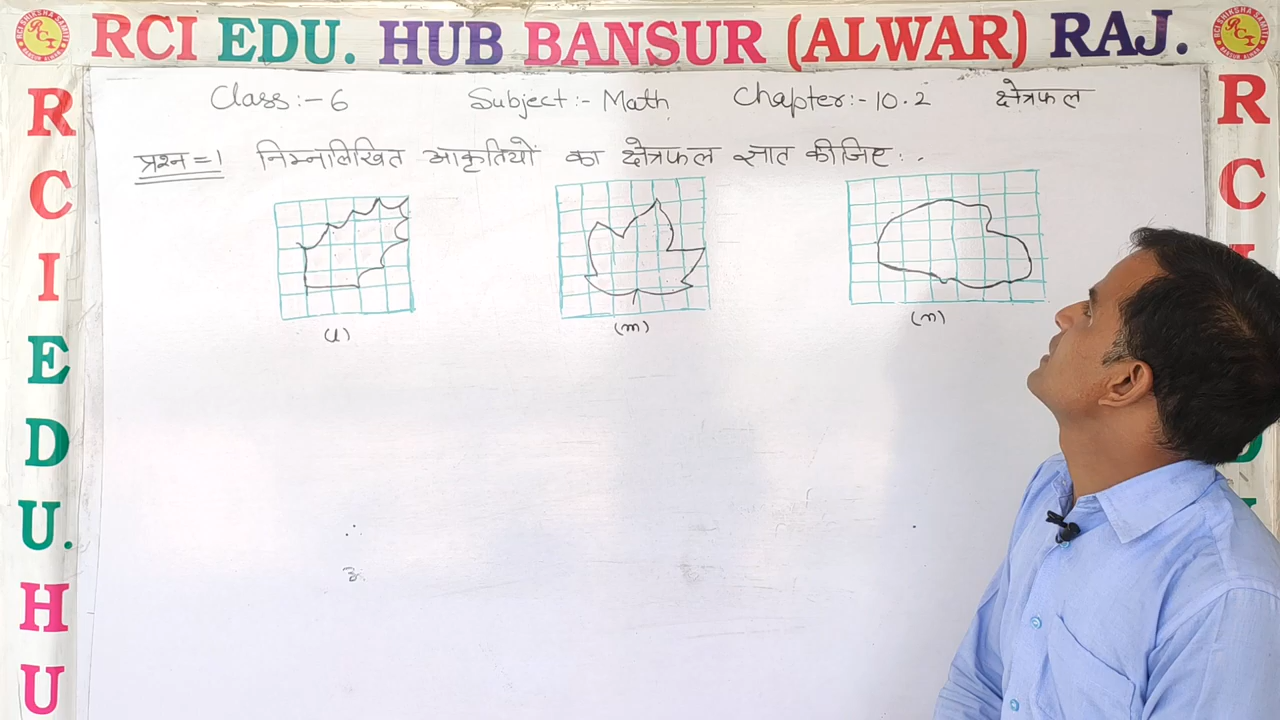 RCI EDU. HUB BANSUR (ALWAR) RAJ.
Class:-6 Subject:- Math Chapter:-10.2 क्षेत्रफल
प्रश्न=1 निम्नलिखित आकृतियों का क्षेत्रफल ज्ञात कीजिए:.
(l) (m) (n)
R
C
I
E
D
U.
H
U
R
C